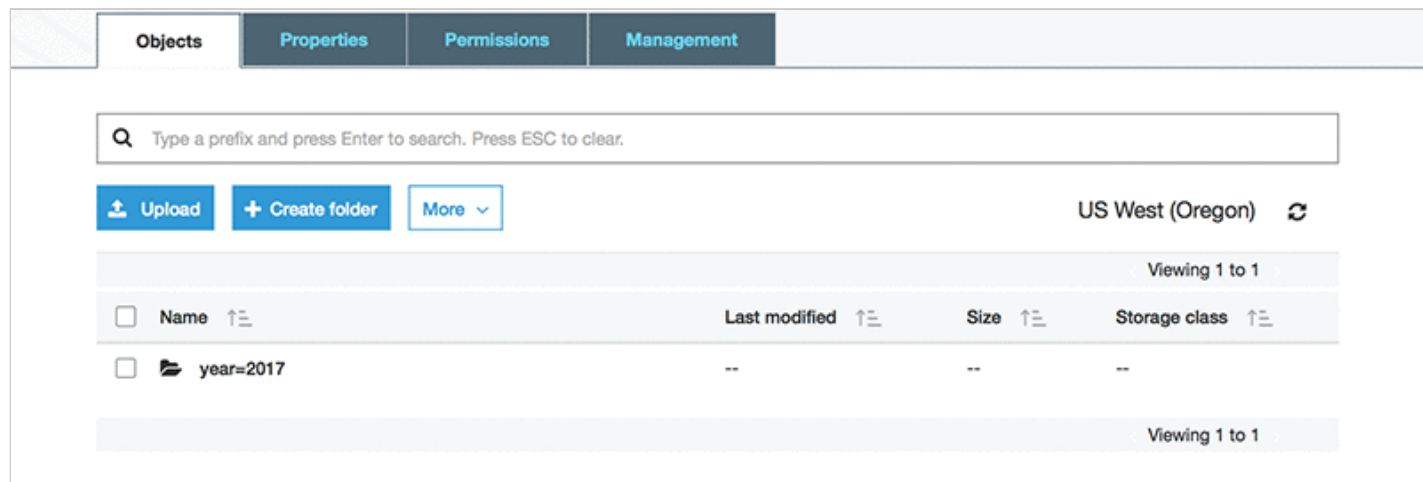 Objects Properties Permissions Management
Type a prefix and press Enter to search. Press ESC to clear.
Upload Create folder More US West (Oregon)
Viewing 1 to 1
Name Last modified Size Storage class
year=2017 -- -- --
Viewing 1 to 1